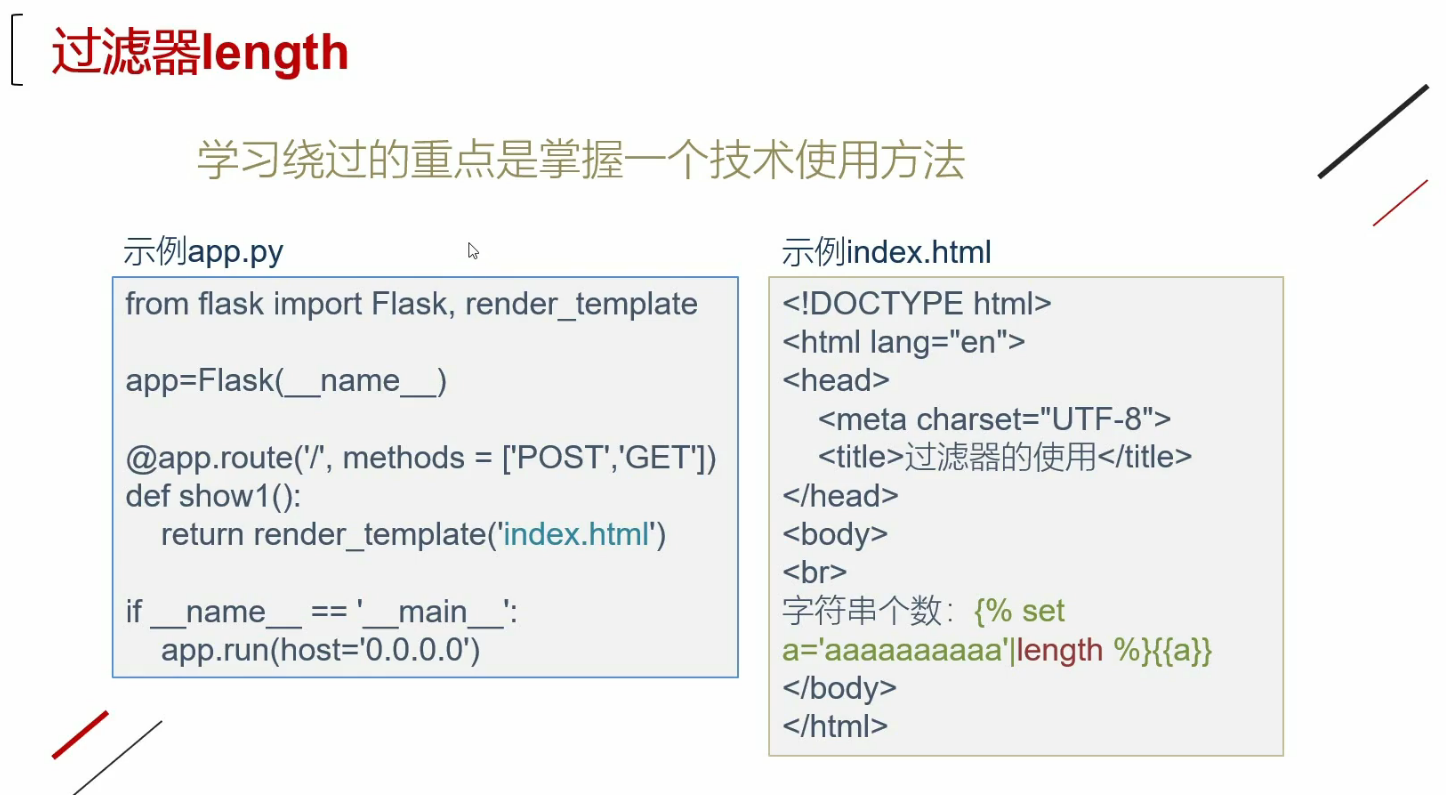 过滤器length
学习绕过的重点是掌握一个技术使用方法
示例app.py
from flask import Flask, render_template
app=Flask(__name__)
@app.route('/', methods = ['POST','GET'])
def show1():
return render_template('index.html')
if __name__ == '__main__':
app.run(host='0.0.0.0')
示例index.html
<!DOCTYPE html>
<html lang="en">
<head>
<meta charset="UTF-8">
<title>过滤器的使用</title>
</head>
<body>
<br>
字符串个数：{% set
a='aaaaaaaaaa'|length %}{{a}}
</body>
</html>